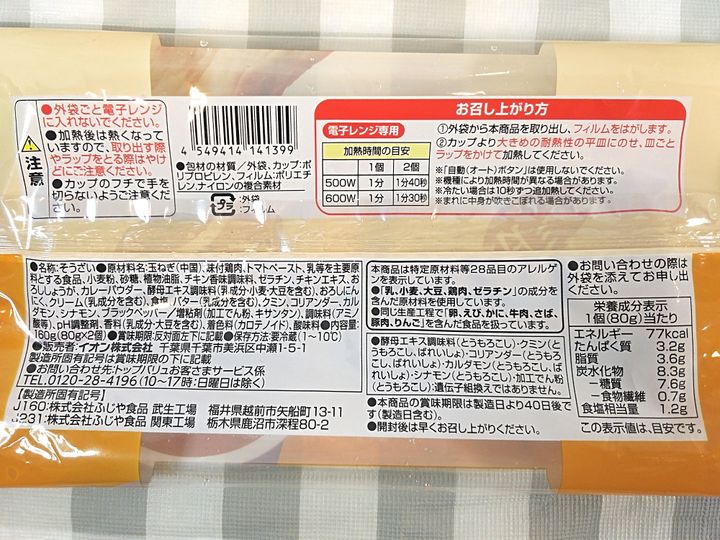 注意
●外袋ごと電子レンジ
に入れないでください。
●加熱後は熱くなって
いますので、取り出す際
やラップをとる際はやけ
どにご注意ください。
●カップのフチで手を
切らないようご注意ください。
4 549414 141399
●包材の材質／外袋、カップ:ポ
リプロピレン、フィルム:ポリエチ
レン,ナイロンの複合素材
プラ
:外袋
:フィルム
お召し上がり方
電子レンジ専用
加熱時間の目安
1個 2個
500W 1分 1分40秒
600W 1分 1分30秒
①外袋から本商品を取り出し、フィルムをはがします。
②カップより大きめの耐熱性の平皿にのせ、皿ごと
ラップをかけて加熱してください。
※「自動(オート)ボタン」は使用しないでください。
※機種により加熱時間が異なる場合があります。
※冷たい場合は10秒ずつ追加加熱してください。
※まれに中身が吹きこぼれる場合があります。
●名称:そうざい●原材料名:玉ねぎ(中国)、味付鶏肉、トマトペースト、乳等を主要原
料とする食品、小麦粉、砂糖、植物油脂、チキン香味調味料、ゼラチン、チキンエキス、お
ろししょうが、カレーパウダー、酵母エキス調味料(乳成分・小麦・大豆を含む)、おろしにん
にく、クリーム(乳成分を含む)、食塩、バター(乳成分を含む)、クミン、コリアンダー、カル
ダモン、シナモン、ブラックペッパー／増粘剤(加工でん粉、キサンタン)、調味料(アミノ
酸等)、pH調整剤、香料(乳成分・大豆を含む)、着色料(カロテノイド)、酸味料●内容量:
160g(80g×2個)●賞味期限:反対面左下に記載●保存方法:要冷蔵(1～10℃)
●販売者:イオン株式会社 千葉県千葉市美浜区中瀬1-5-1
製造所固有記号は賞味期限の下に記載
●お問い合わせ先:トップバリュお客さまサービス係
TEL.0120-28-4196(10～17時:日曜日は除く)
【製造所固有記号】
J160:株式会社ふじや食品 武生工場 福井県越前市矢船町13-11
J231:株式会社ふじや食品 関東工場 栃木県鹿沼市深程80-2
本商品は特定原材料等28品目のアレルゲ
ンを表示しています。
●「乳、小麦、大豆、鶏肉、ゼラチン」の成分を
含んだ原材料を使用しています。
●同じ生産工程で「卵、えび、かに、牛肉、さば、
豚肉、りんご」を含んだ食品を扱っています。
●酵母エキス調味料(とうもろこし)・クミン(と
うもろこし、ばれいしょ)・コリアンダー(とうもろ
こし、ばれいしょ)・カルダモン(とうもろこし、ばれ
いしょ)・シナモン(とうもろこし)・加工でん粉
(とうもろこし):遺伝子組換えではありません。
●本商品の賞味期限は製造日より40日後で
す(製造日含む)。
●開封後は早くお召し上がりください。
●お問い合わせの際は
外袋を添えてお申し出
ください。
栄養成分表示
1個(80g)当たり
エネルギー 77kcal
たんぱく質 3.2g
脂質 3.6g
炭水化物 8.3g
－糖質 7.6g
－食物繊維 0.7g
食塩相当量 1.2g
この表示値は、目安です。